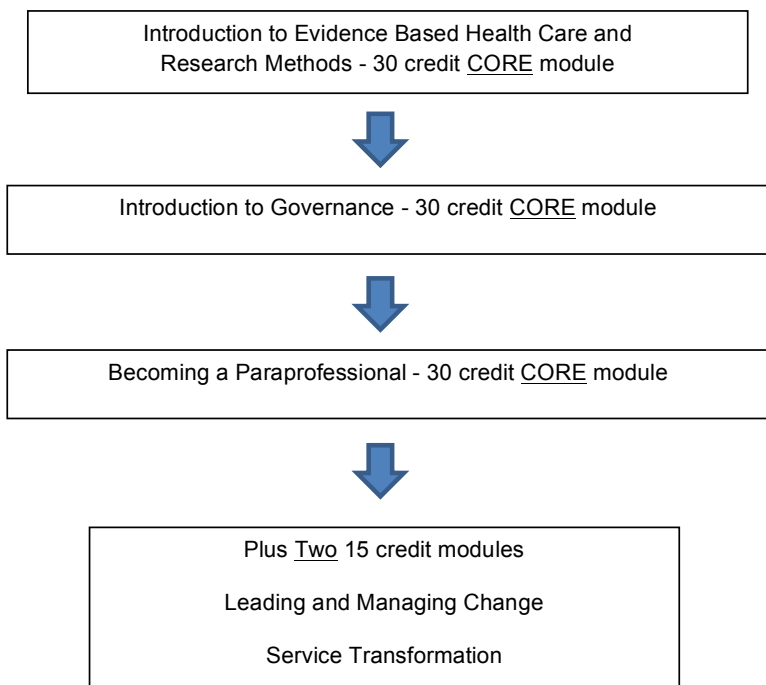 Introduction to Evidence Based Health Care and
Research Methods - 30 credit CORE module
Introduction to Governance - 30 credit CORE module
Becoming a Paraprofessional - 30 credit CORE module
Plus Two 15 credit modules
Leading and Managing Change
Service Transformation